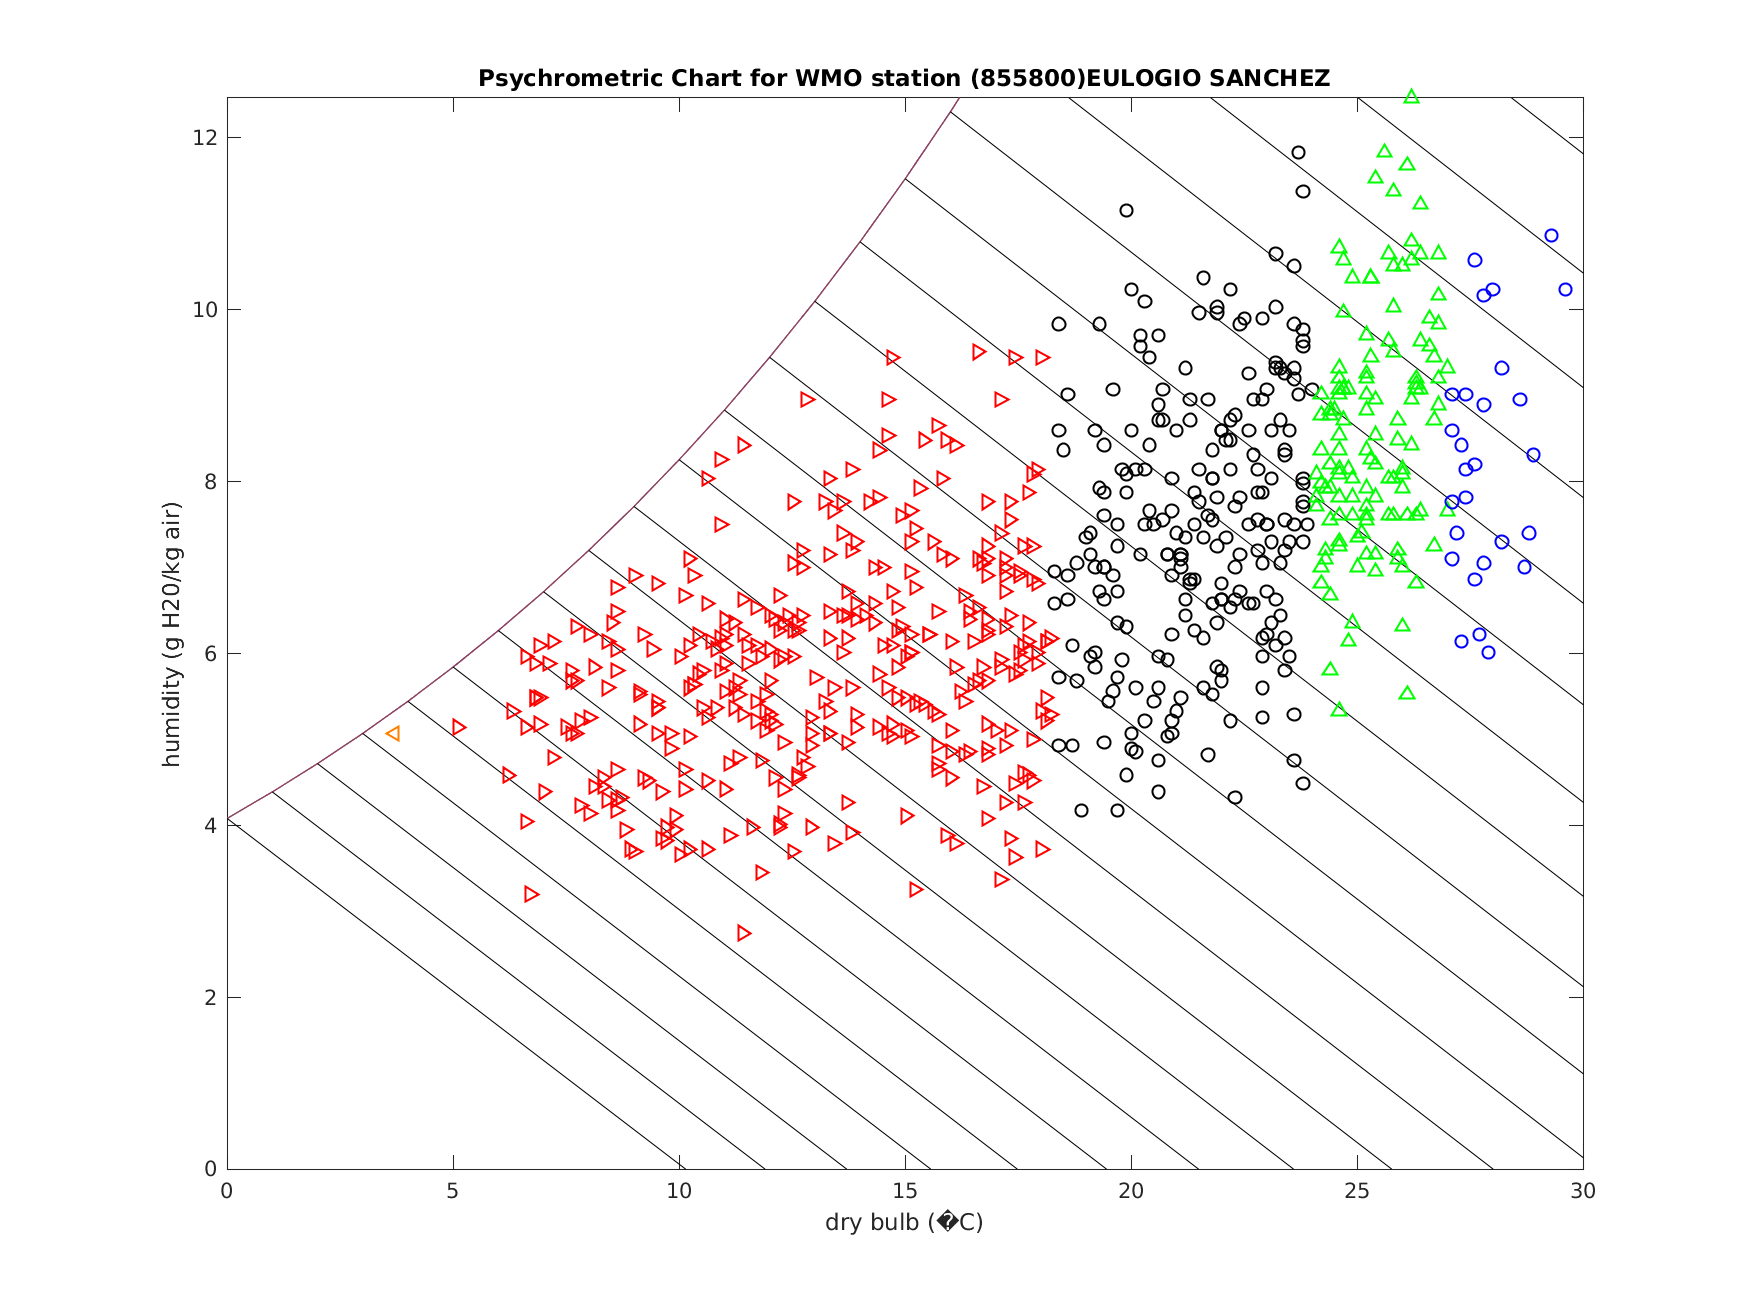 Psychrometric Chart for WMO station (855800)EULOGIO SANCHEZ
humidity (g H20/kg air)
12
10
8
6
4
2
0
0 5 10 15 20 25 30
dry bulb (�C)